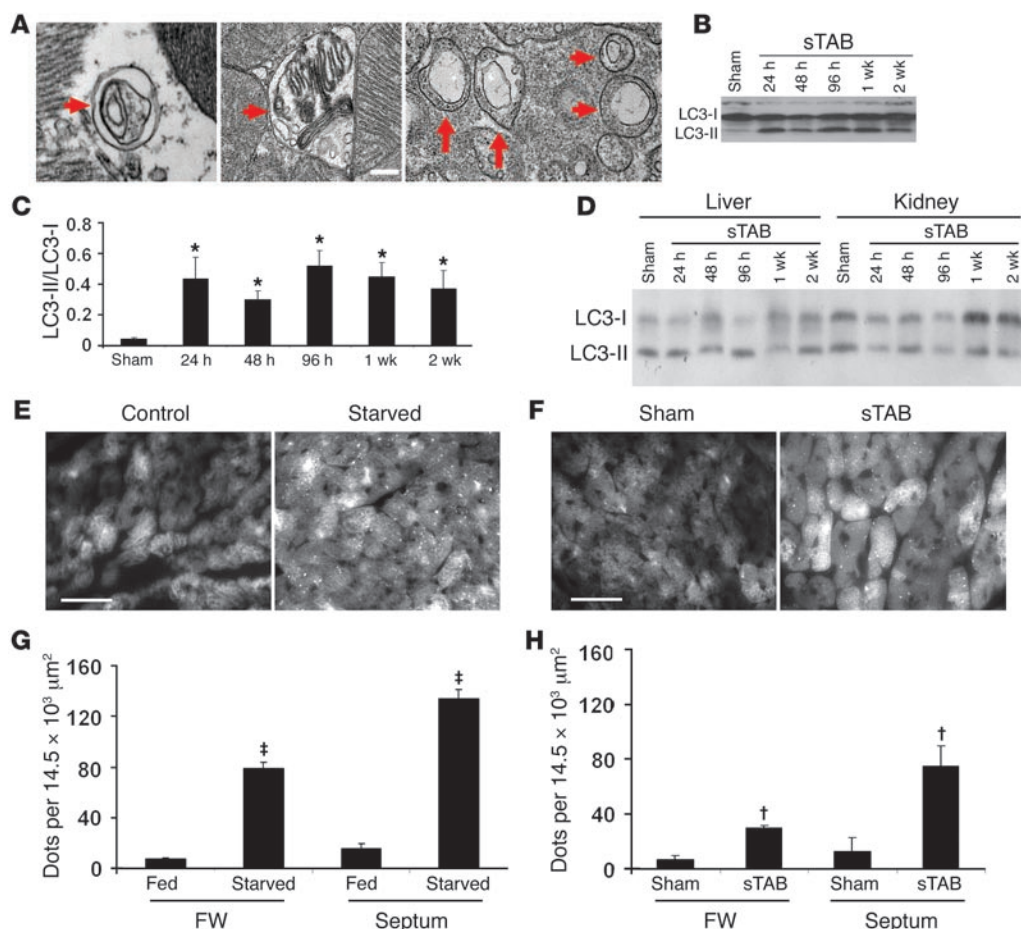 A
B
sTAB
Sham
24 h
48 h
96 h
1 wk
2 wk
LC3-I
LC3-II
C
LC3-II/LC3-I
0.8
0.6
0.4
0.2
0
* * * * *
Sham 24 h 48 h 96 h 1 wk 2 wk
D
Liver Kidney
sTAB sTAB
Sham
24 h
48 h
96 h
1 wk
2 wk
Sham
24 h
48 h
96 h
1 wk
2 wk
LC3-I
LC3-II
E
Control Starved
F
Sham sTAB
G
Dots per 14.5 × 10³ μm²
160
120
80
40
0
‡ ‡
Fed Starved Fed Starved
FW Septum
H
Dots per 14.5 × 10³ μm²
160
120
80
40
0
† †
Sham sTAB Sham sTAB
FW Septum